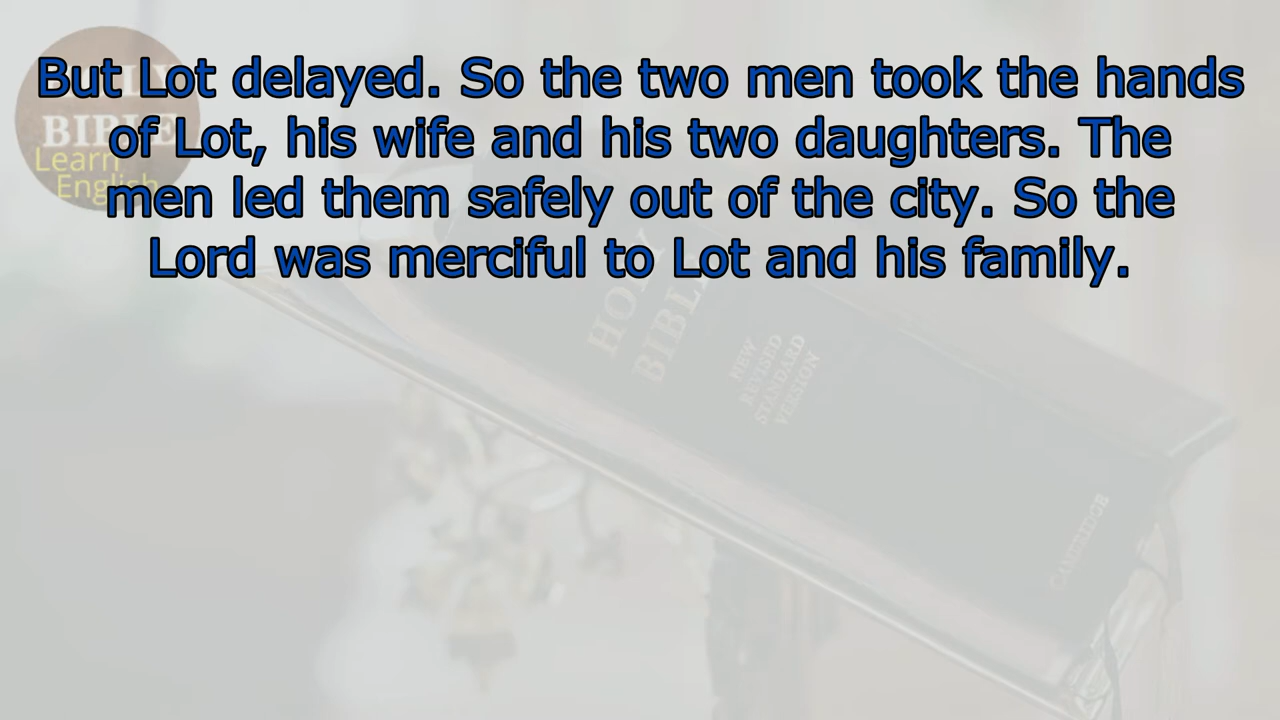 But Lot delayed. So the two men took the hands
of Lot, his wife and his two daughters. The
men led them safely out of the city. So the
Lord was merciful to Lot and his family.
BIBLE
Learn
English
HOLY
BIBLE
NEW
REVISED
STANDARD
VERSION
CAMBRIDGE